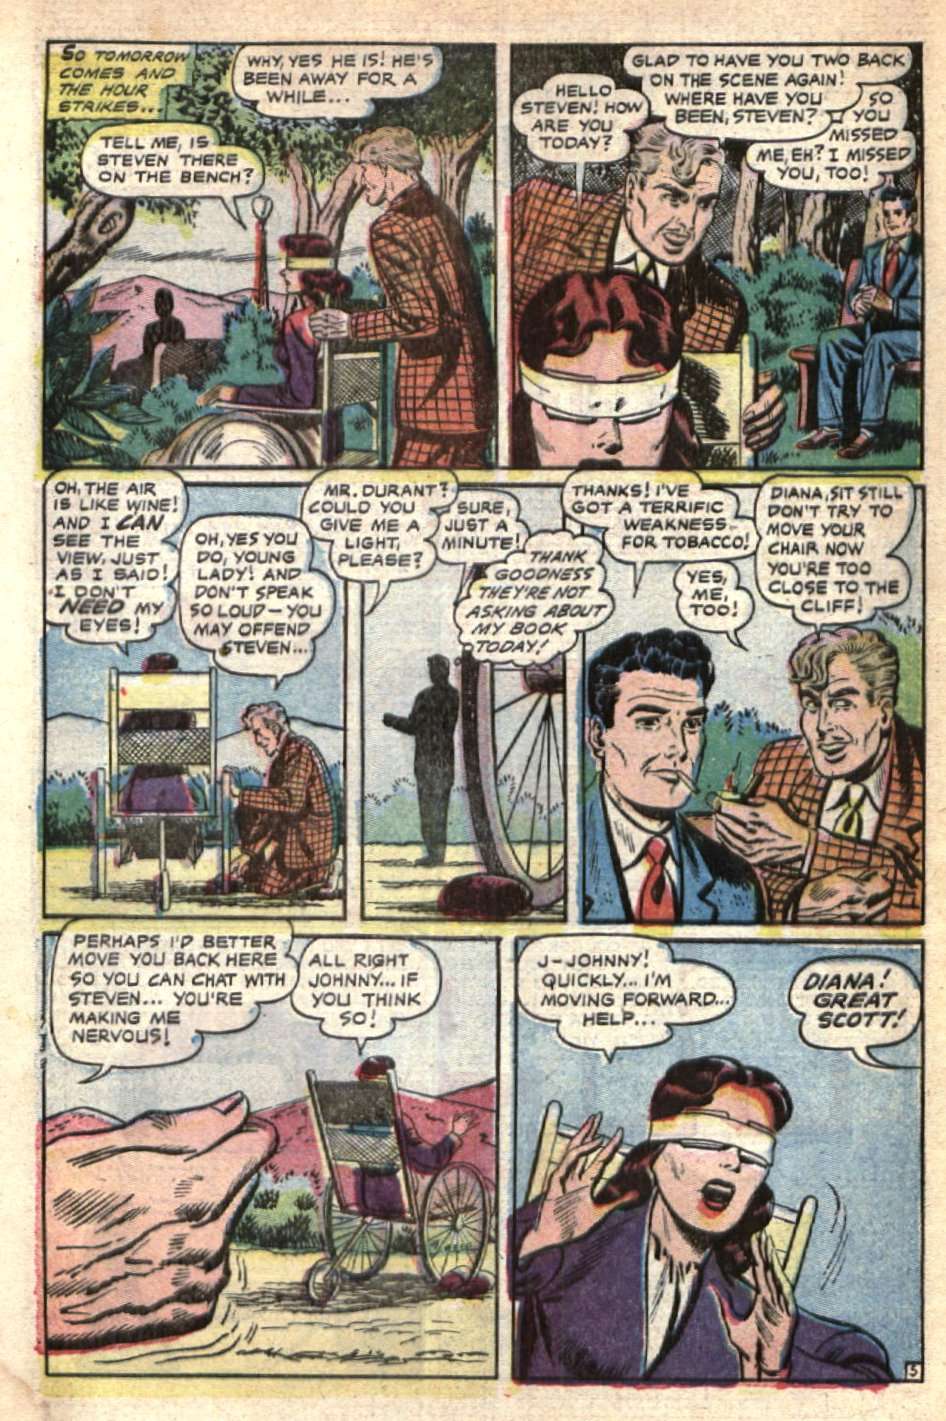 SO TOMORROW
COMES AND
THE HOUR
STRIKES...
WHY, YES HE IS! HE'S
BEEN AWAY FOR A
WHILE...
TELL ME, IS
STEVEN THERE
ON THE BENCH?
HELLO
STEVEN! HOW
ARE YOU
TODAY?
GLAD TO HAVE YOU TWO BACK
ON THE SCENE AGAIN!
WHERE HAVE YOU
BEEN, STEVEN?
SO
YOU
MISSED
ME, EH? I MISSED
YOU, TOO!
OH, THE AIR
IS LIKE WINE!
AND I CAN
SEE THE
VIEW, JUST
AS I SAID!
I DON'T
NEED MY
EYES!
OH, YES YOU
DO, YOUNG
LADY! AND
DON'T SPEAK
SO LOUD—YOU
MAY OFFEND
STEVEN...
MR. DURANT?
COULD YOU
GIVE ME A
LIGHT,
PLEASE?
SURE,
JUST A
MINUTE!
THANK
GOODNESS
THEY'RE NOT
ASKING ABOUT
MY BOOK
TODAY!
THANKS! I'VE
GOT A TERRIFIC
WEAKNESS
FOR TOBACCO!
YES,
ME,
TOO!
DIANA, SIT STILL
DON'T TRY TO
MOVE YOUR
CHAIR NOW
YOU'RE TOO
CLOSE TO THE
CLIFF!
PERHAPS I'D BETTER
MOVE YOU BACK HERE
SO YOU CAN CHAT WITH
STEVEN... YOU'RE
MAKING ME
NERVOUS!
ALL RIGHT
JOHNNY... IF
YOU THINK
SO!
J-JOHNNY!
QUICKLY... I'M
MOVING FORWARD...
HELP...
DIANA!
GREAT
SCOTT!
5